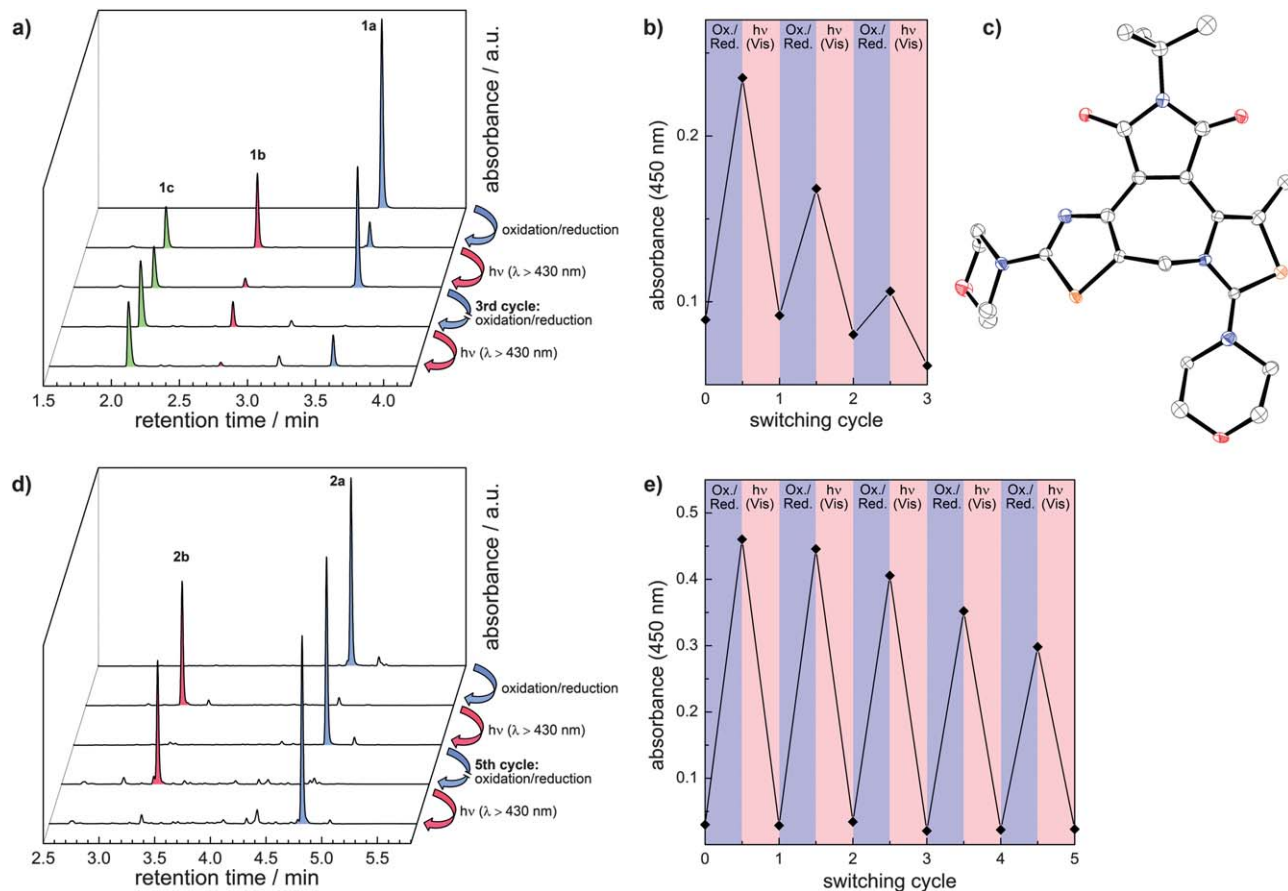 a)
1a
1b
1c
absorbance / a.u.
oxidation/reduction
hν (λ > 430 nm)
3rd cycle:
oxidation/reduction
hν (λ > 430 nm)
1.5 2.0 2.5 3.0 3.5 4.0
retention time / min
b)
Ox./ hν Ox./ hν Ox./ hν
Red. (Vis) Red. (Vis) Red. (Vis)
0.2
0.1
absorbance (450 nm)
0 1 2 3
switching cycle
c)
d)
2a
2b
absorbance / a.u.
oxidation/reduction
hν (λ > 430 nm)
5th cycle:
oxidation/reduction
hν (λ > 430 nm)
2.5 3.0 3.5 4.0 4.5 5.0 5.5
retention time / min
e)
Ox./ hν Ox./ hν Ox./ hν Ox./ hν Ox./ hν
Red. (Vis) Red. (Vis) Red. (Vis) Red. (Vis) Red. (Vis)
0.5
0.4
0.3
0.2
0.1
absorbance (450 nm)
0 1 2 3 4 5
switching cycle